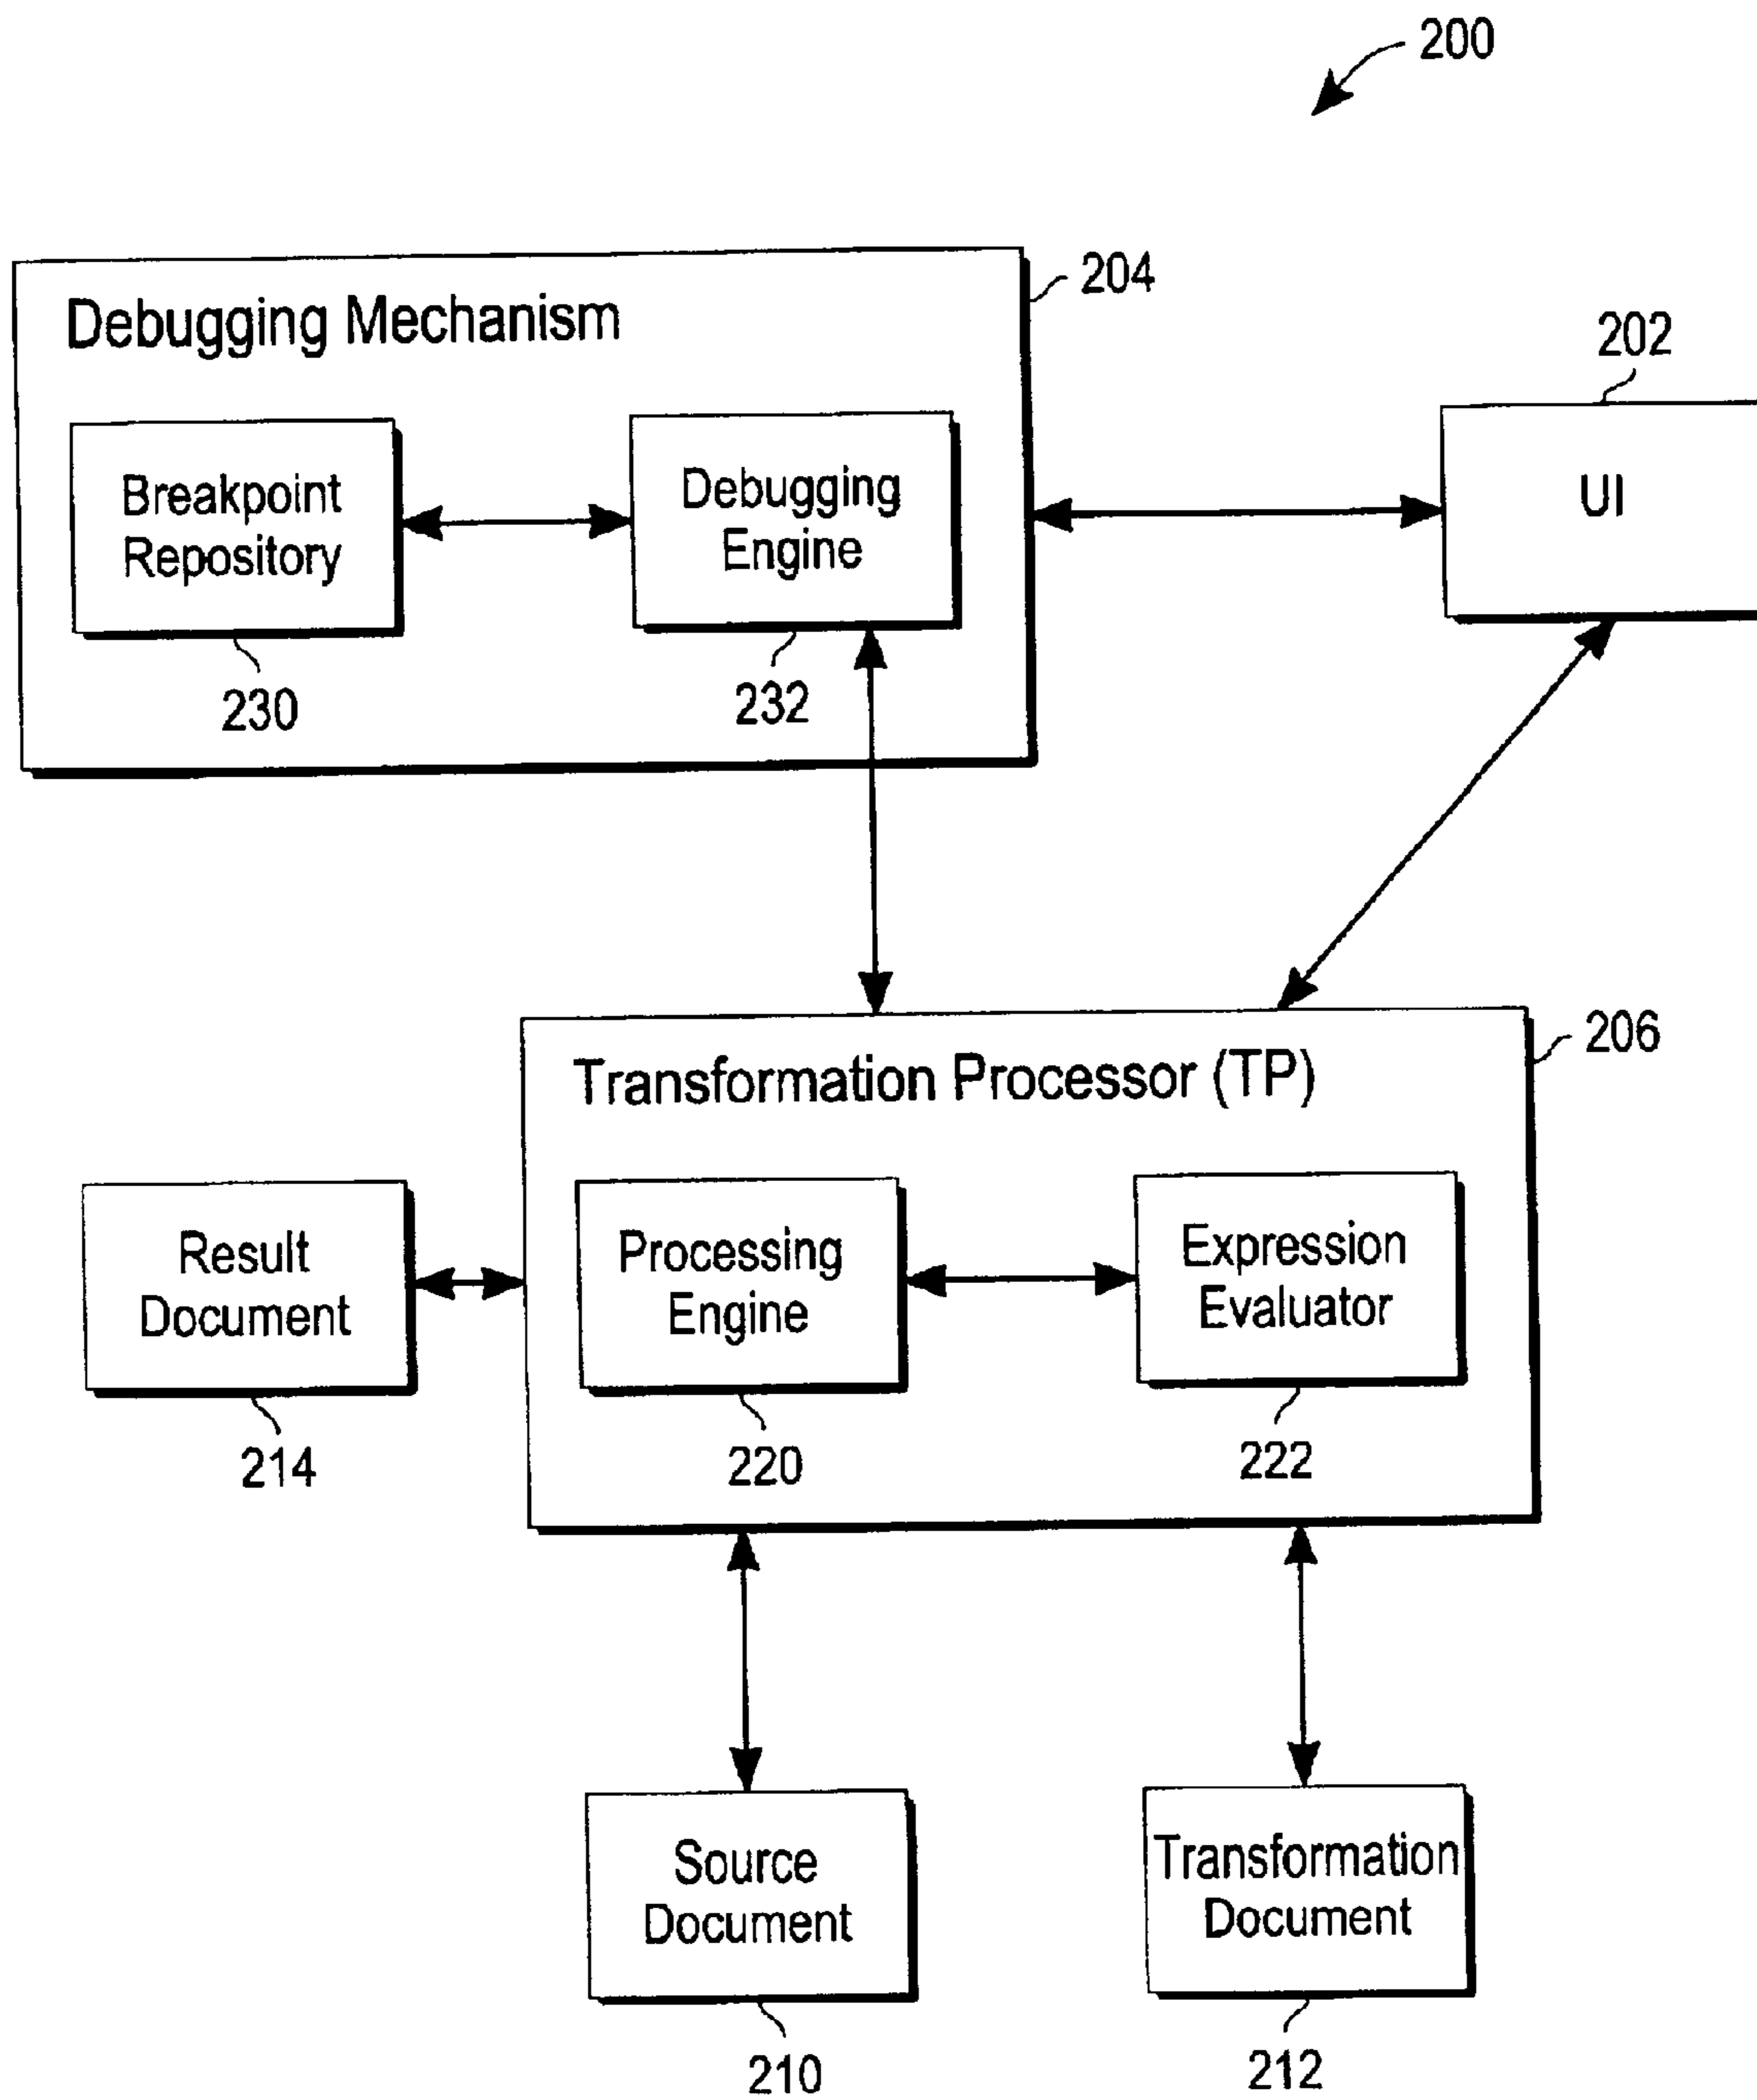 200
Debugging Mechanism
204
Breakpoint
Repository
230
Debugging
Engine
232
202
UI
206
Transformation Processor (TP)
Result
Document
214
Processing
Engine
220
Expression
Evaluator
222
Source
Document
210
Transformation
Document
212